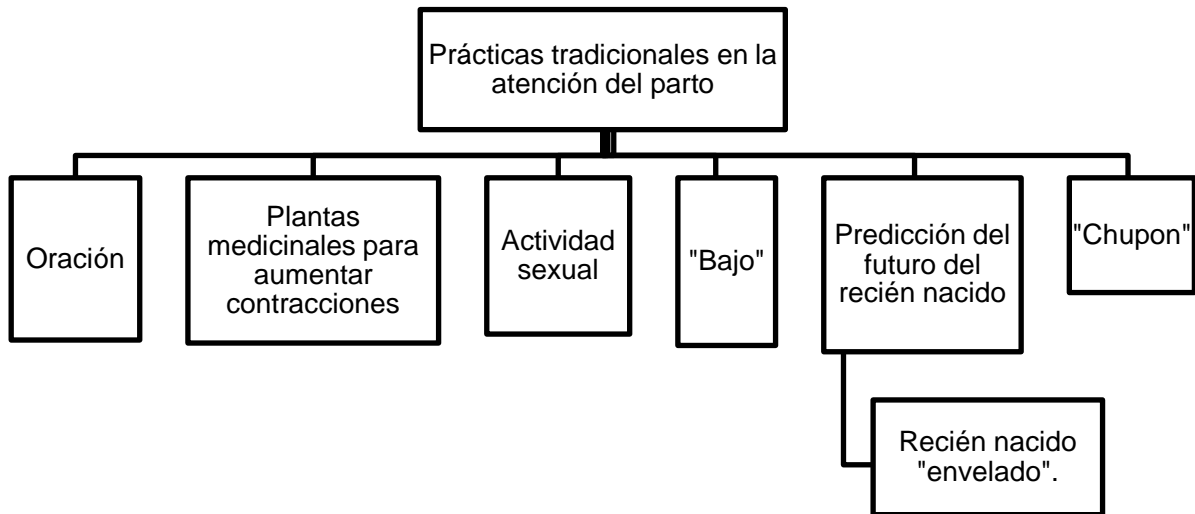 Prácticas tradicionales en la
atención del parto
Oración
Plantas
medicinales para
aumentar
contracciones
Actividad
sexual
"Bajo"
Predicción del
futuro del
recién nacido
"Chupon"
Recién nacido
"envelado".